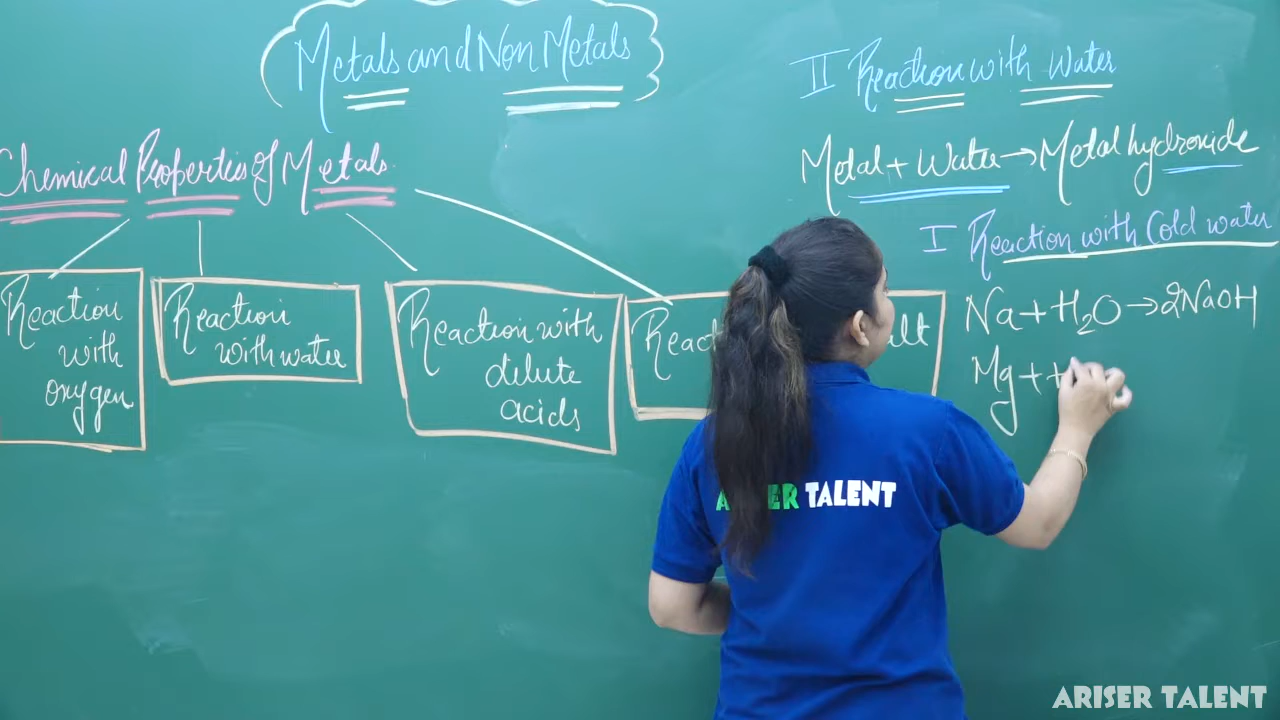 Metals and Non Metals
Chemical Properties of Metals
Reaction
with
oxygen
Reaction
with water
Reaction with
dilute
acids
II Reaction with Water
Metal + Water → Metal hydroxide
I Reaction with Cold water
Na + H₂O → 2NaOH
Mg +
TALENT
ARISER TALENT